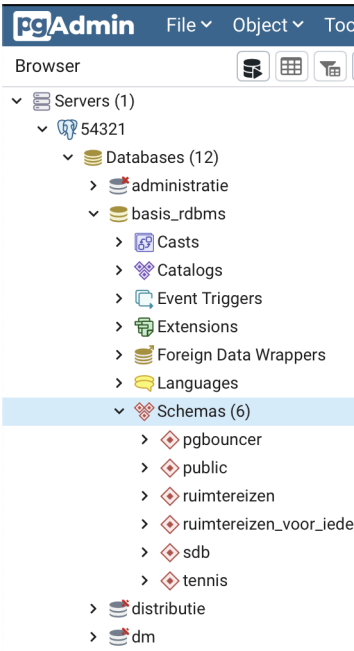 pgAdmin File Object Too
Browser
Servers (1)
54321
Databases (12)
administratie
basis_rdbms
Casts
Catalogs
Event Triggers
Extensions
Foreign Data Wrappers
Languages
Schemas (6)
pgbouncer
public
ruimtereizen
ruimtereizen_voor_iede
sdb
tennis
distributie
dm